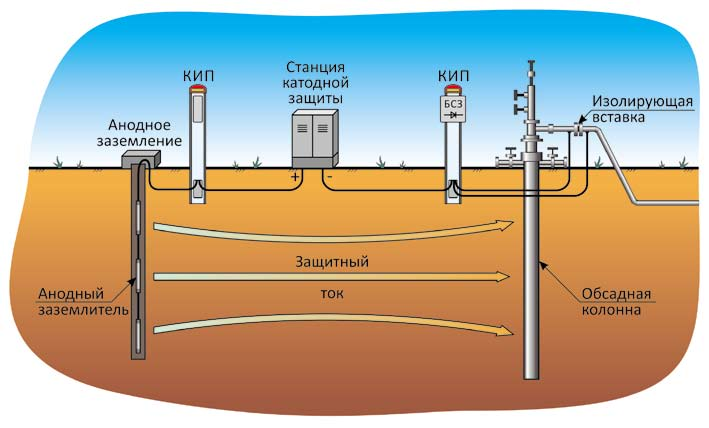 КИП
Станция
катодной
защиты
КИП
БСЗ
Изолирующая
вставка
Анодное
заземление
+
-
Защитный
ток
Анодный
заземлитель
Обсадная
колонна